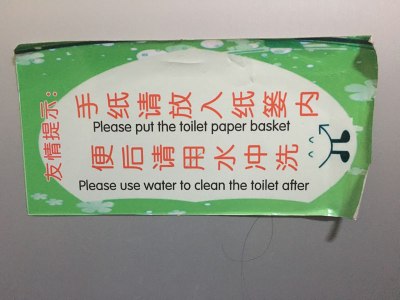 友情提示:
手纸请放入纸篓内
Please put the toilet paper basket
便后请用水冲洗
Please use water to clean the toilet after